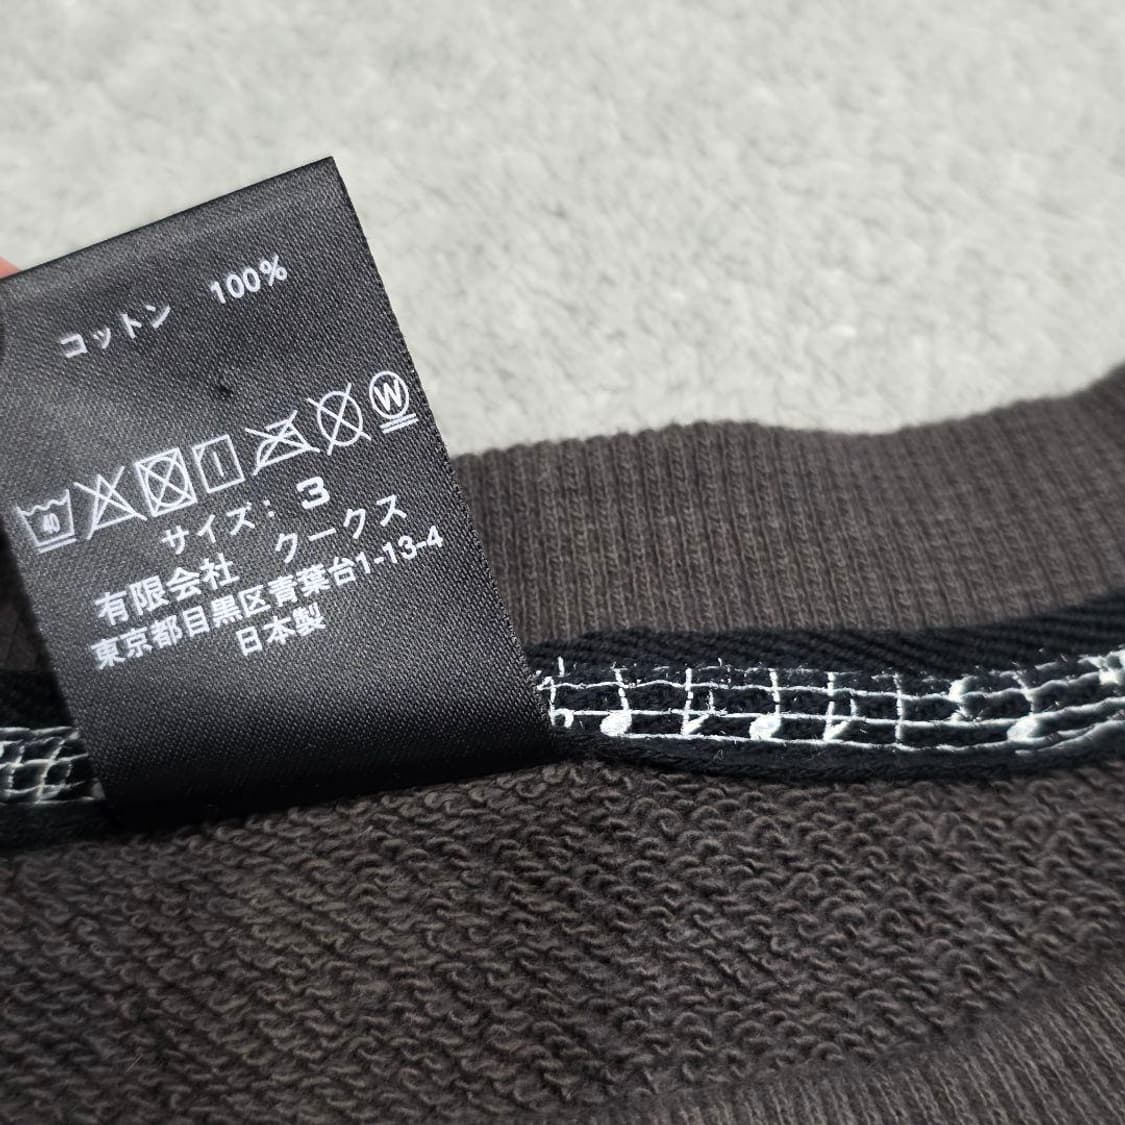 コットン 100%
40 W
サイズ: 3
有限会社 クークス
東京都目黒区青葉台1-13-4
日本製